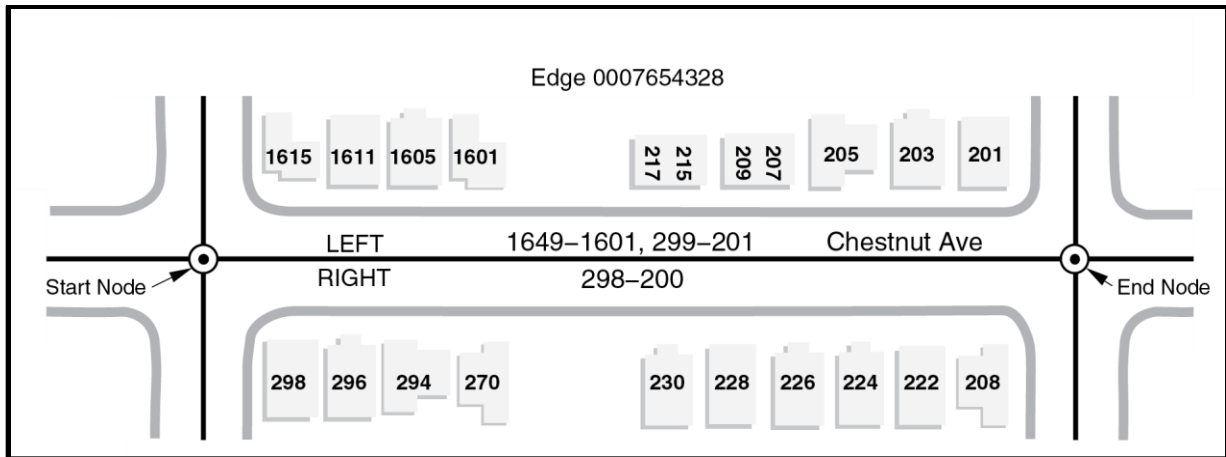 Edge 0007654328
1615 1611 1605 1601 217 215 209 207 205 203 201
LEFT 1649–1601, 299–201 Chestnut Ave
RIGHT 298–200
Start Node End Node
298 296 294 270 230 228 226 224 222 208